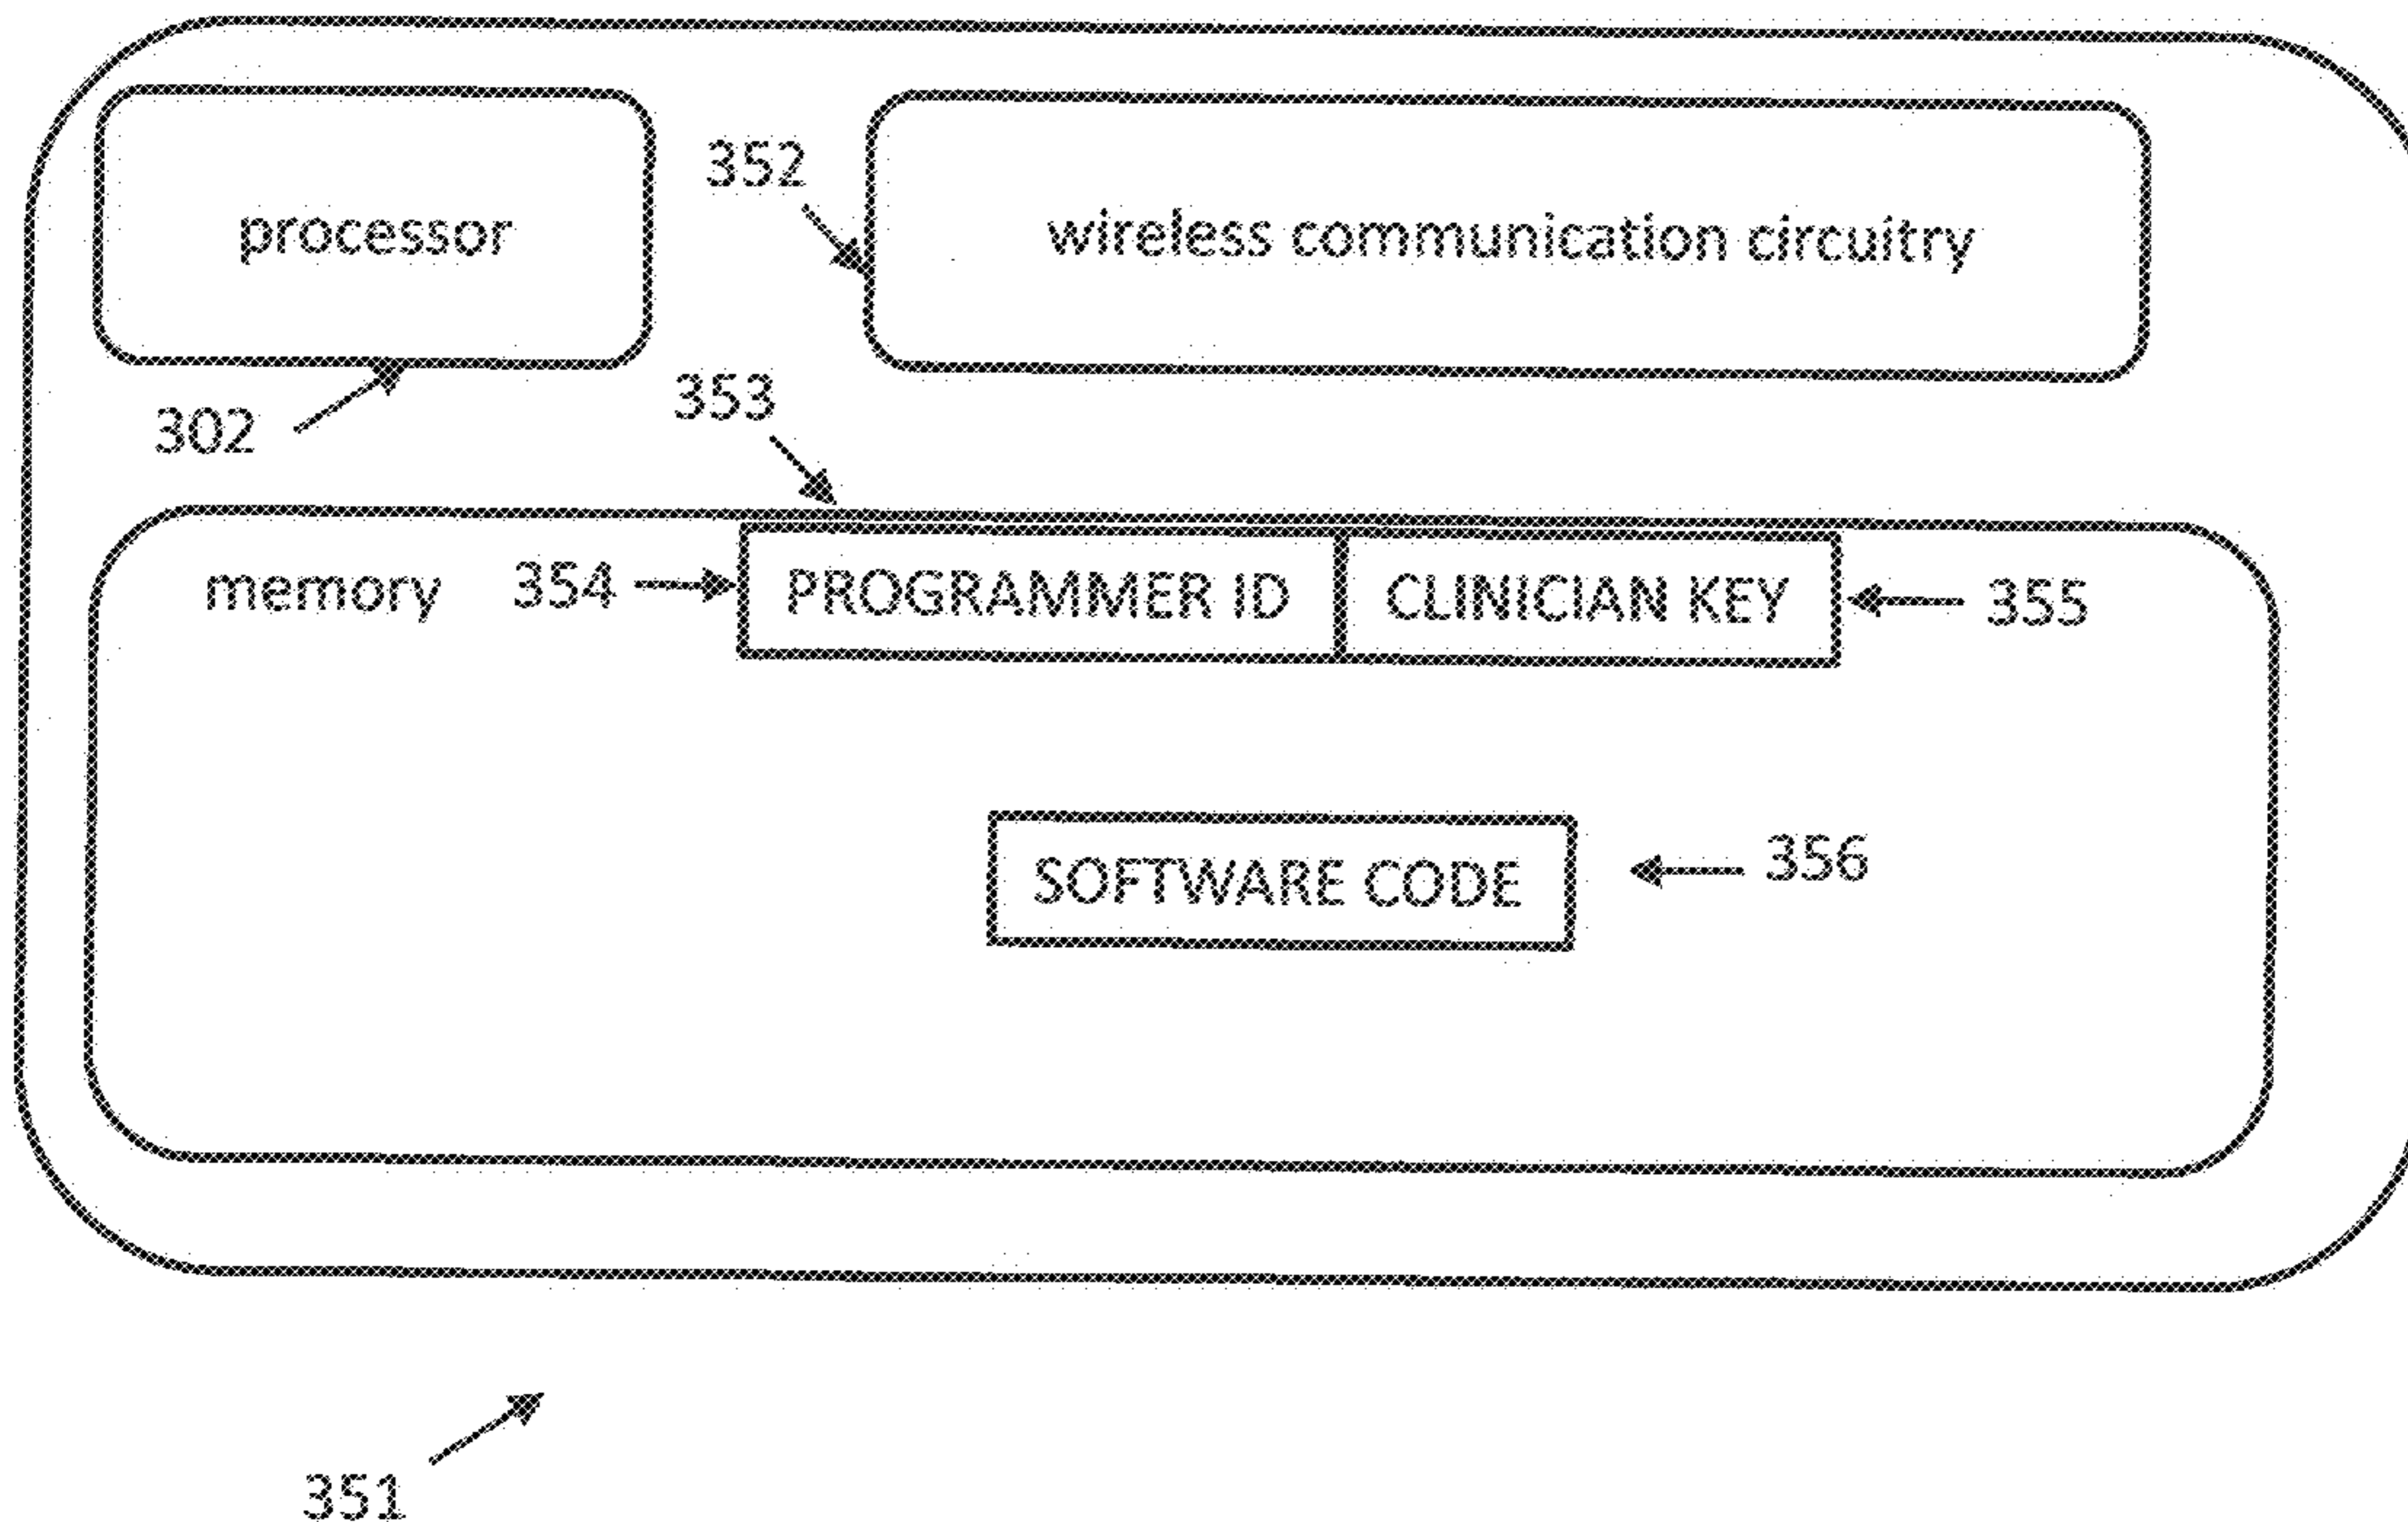 352
processor
wireless communication circuitry
353
302
memory
354
PROGRAMMER ID
CLINICIAN KEY
355
SOFTWARE CODE
356
351